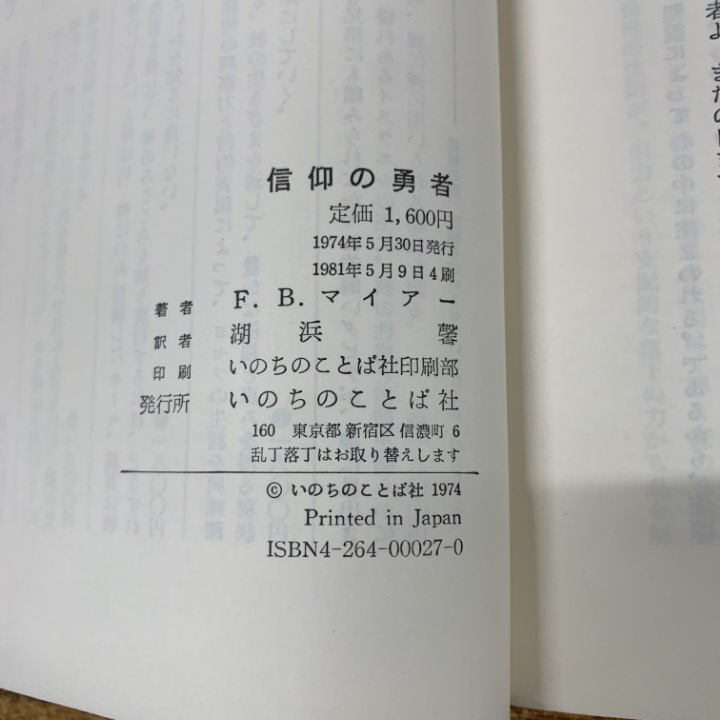 信仰の勇者
定価 1,600円
1974年5月30日発行
1981年5月9日4刷
著者 F. B. マイアー
訳者 湖浜 馨
印刷 いのちのことば社印刷部
発行所 いのちのことば社
160 東京都新宿区信濃町6
乱丁落丁はお取り替えします
© いのちのことば社 1974
Printed in Japan
ISBN4-264-00027-0